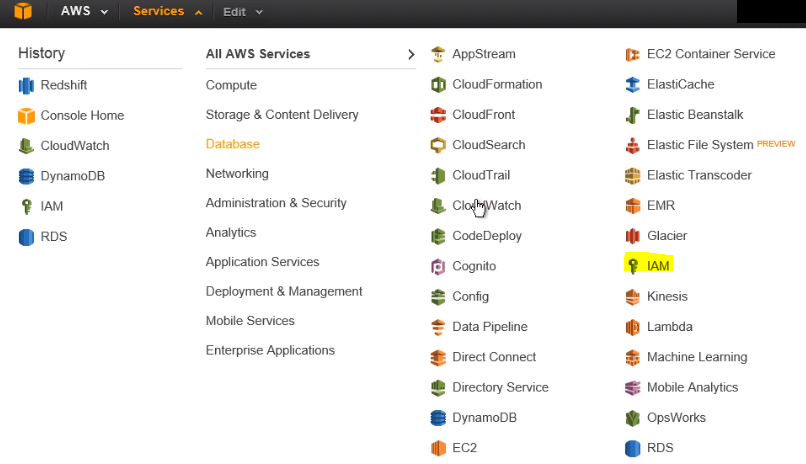 AWS Services Edit
History
Redshift
Console Home
CloudWatch
DynamoDB
IAM
RDS
All AWS Services
Compute
Storage & Content Delivery
Database
Networking
Administration & Security
Analytics
Application Services
Deployment & Management
Mobile Services
Enterprise Applications
AppStream
CloudFormation
CloudFront
CloudSearch
CloudTrail
CloudWatch
CodeDeploy
Cognito
Config
Data Pipeline
Direct Connect
Directory Service
DynamoDB
EC2
EC2 Container Service
ElastiCache
Elastic Beanstalk
Elastic File System PREVIEW
Elastic Transcoder
EMR
Glacier
IAM
Kinesis
Lambda
Machine Learning
Mobile Analytics
OpsWorks
RDS